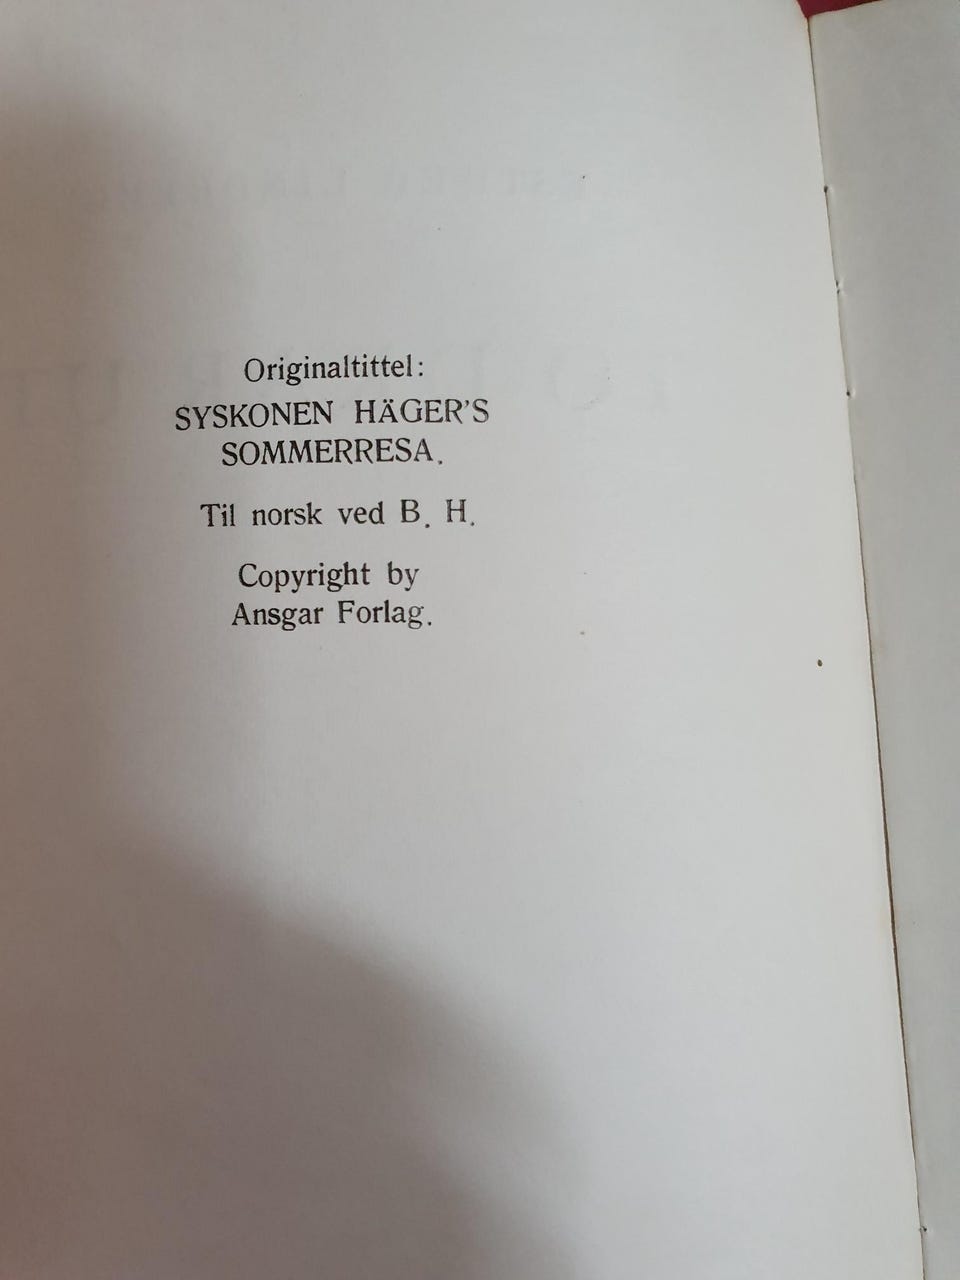 Originaltittel:
SYSKONEN HÄGER'S
SOMMERRESA.
Til norsk ved B. H.
Copyright by
Ansgar Forlag.